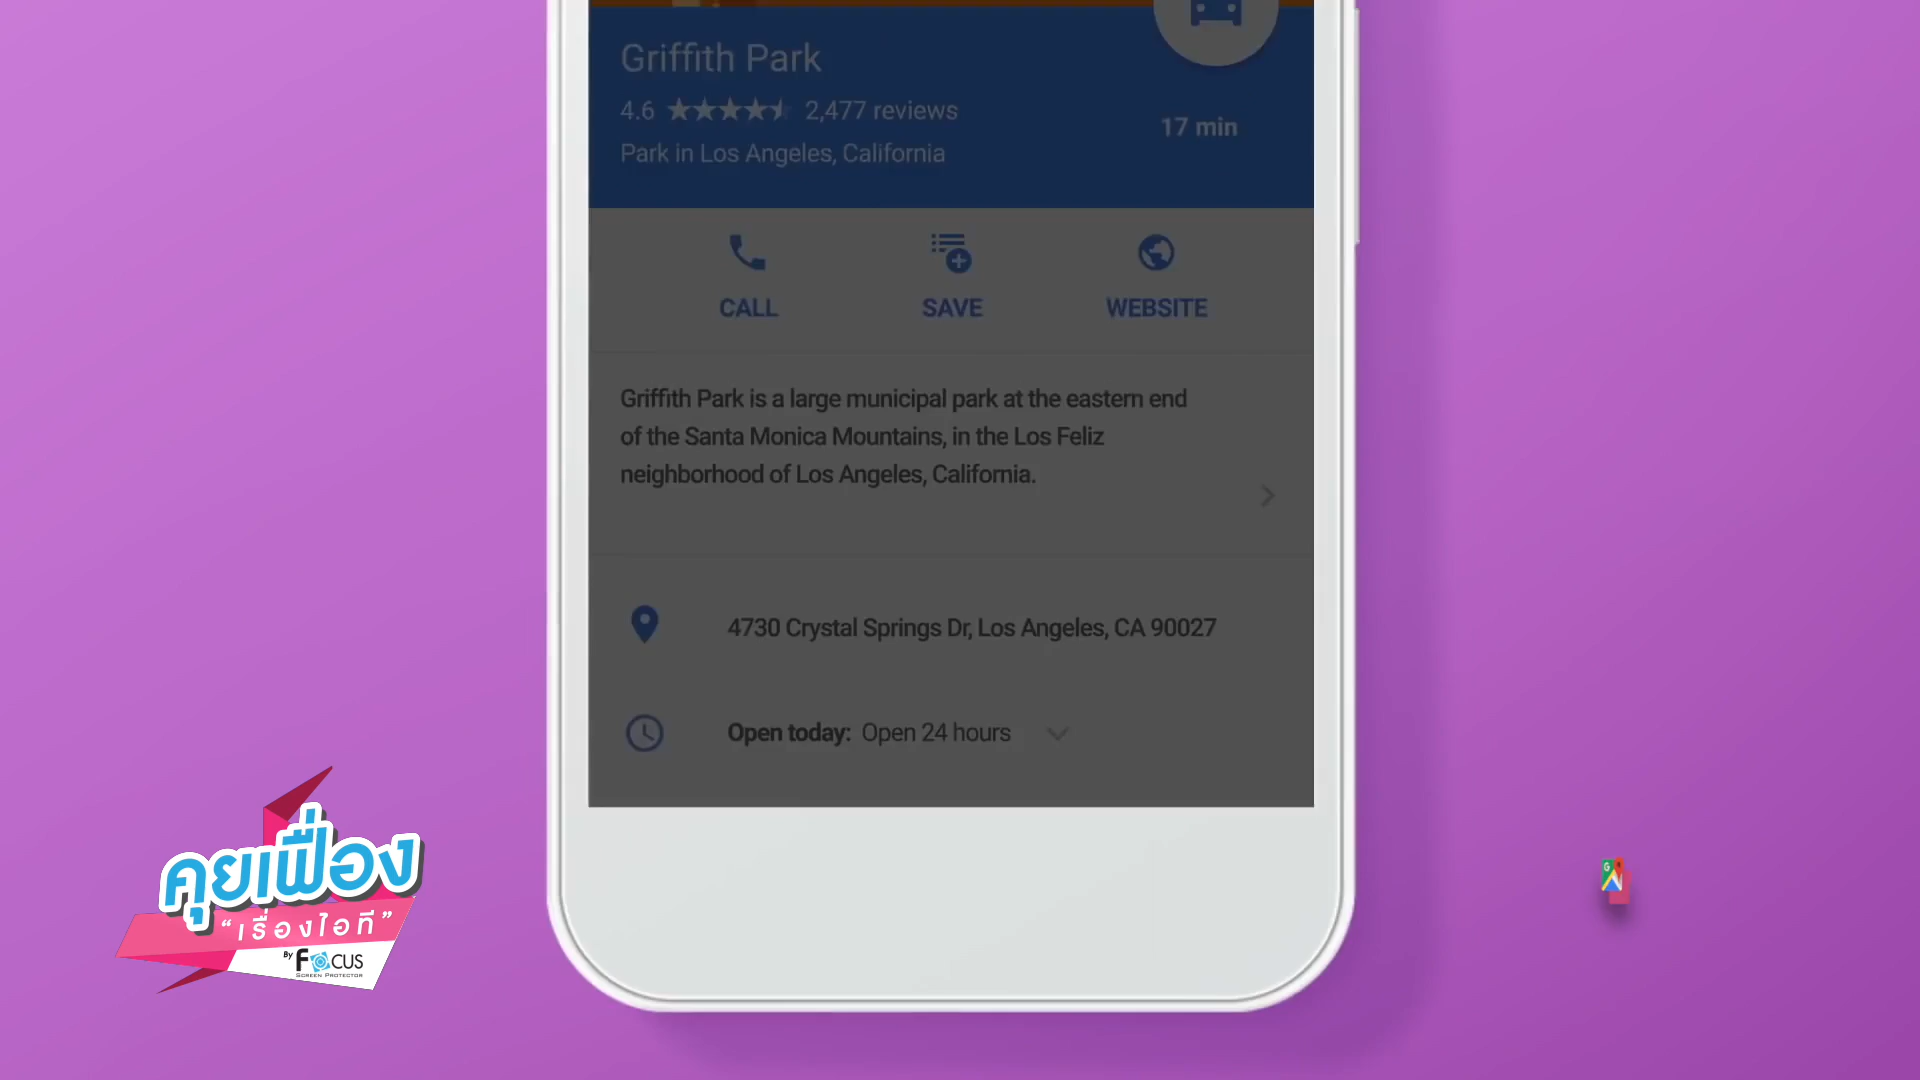 Griffith Park
4.6 2,477 reviews
17 min
Park in Los Angeles, California
CALL SAVE WEBSITE
Griffith Park is a large municipal park at the eastern end
of the Santa Monica Mountains, in the Los Feliz
neighborhood of Los Angeles, California.
4730 Crystal Springs Dr, Los Angeles, CA 90027
Open today: Open 24 hours
คุยเฟื่อง
“เรื่องไอที”
By FOCUS
SCREEN PROTECTOR
G